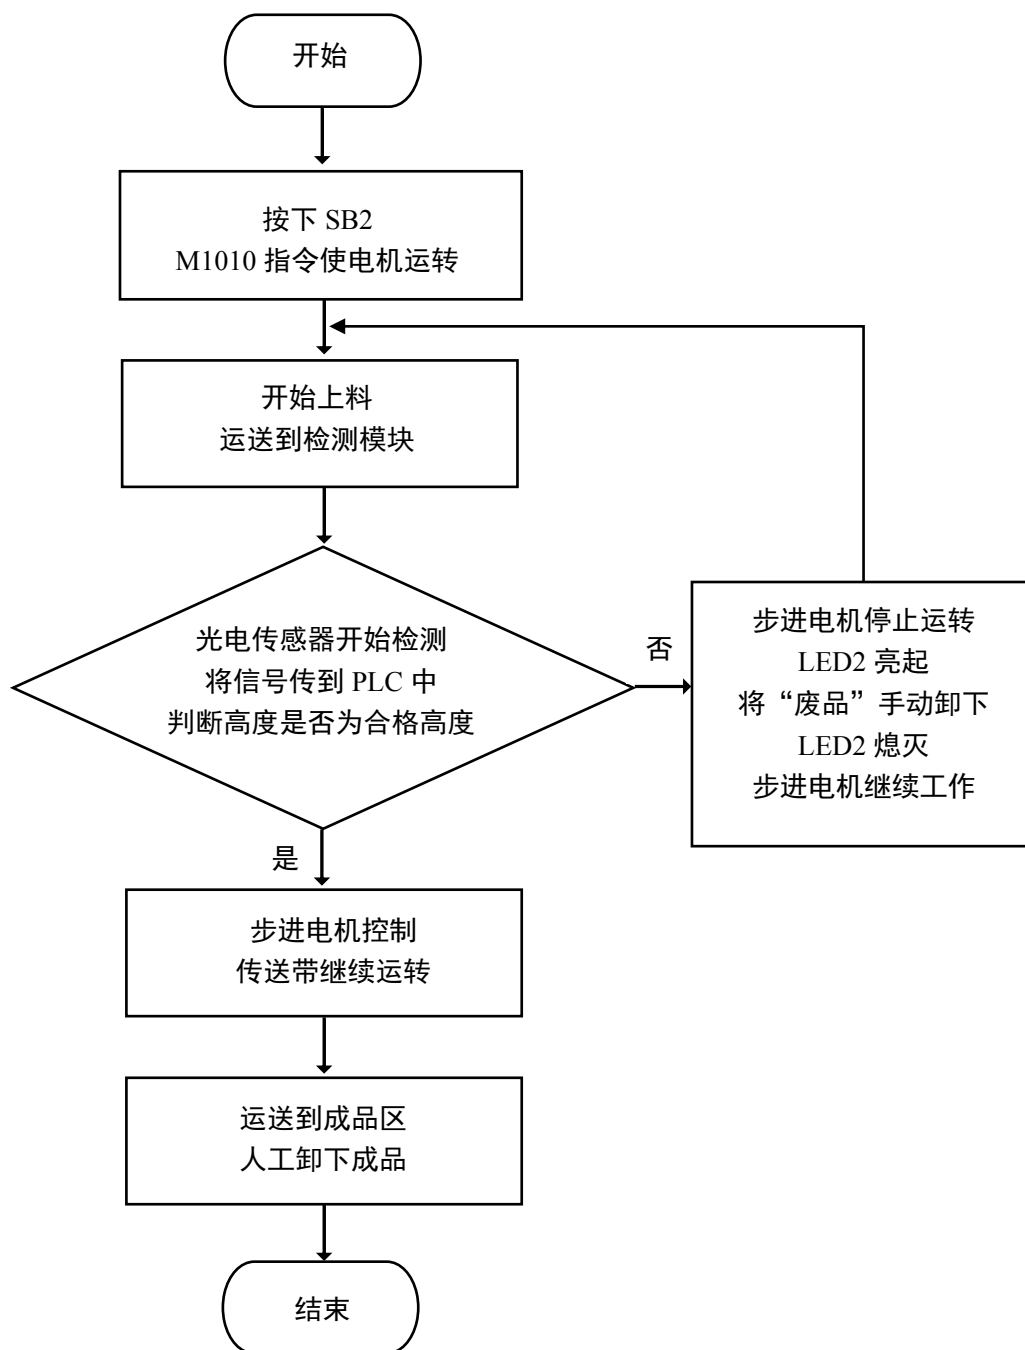 开始
按下 SB2
M1010 指令使电机运转
开始上料
运送到检测模块
光电传感器开始检测
将信号传到 PLC 中
判断高度是否为合格高度
否
步进电机停止运转
LED2 亮起
将“废品”手动卸下
LED2 熄灭
步进电机继续工作
是
步进电机控制
传送带继续运转
运送到成品区
人工卸下成品
结束